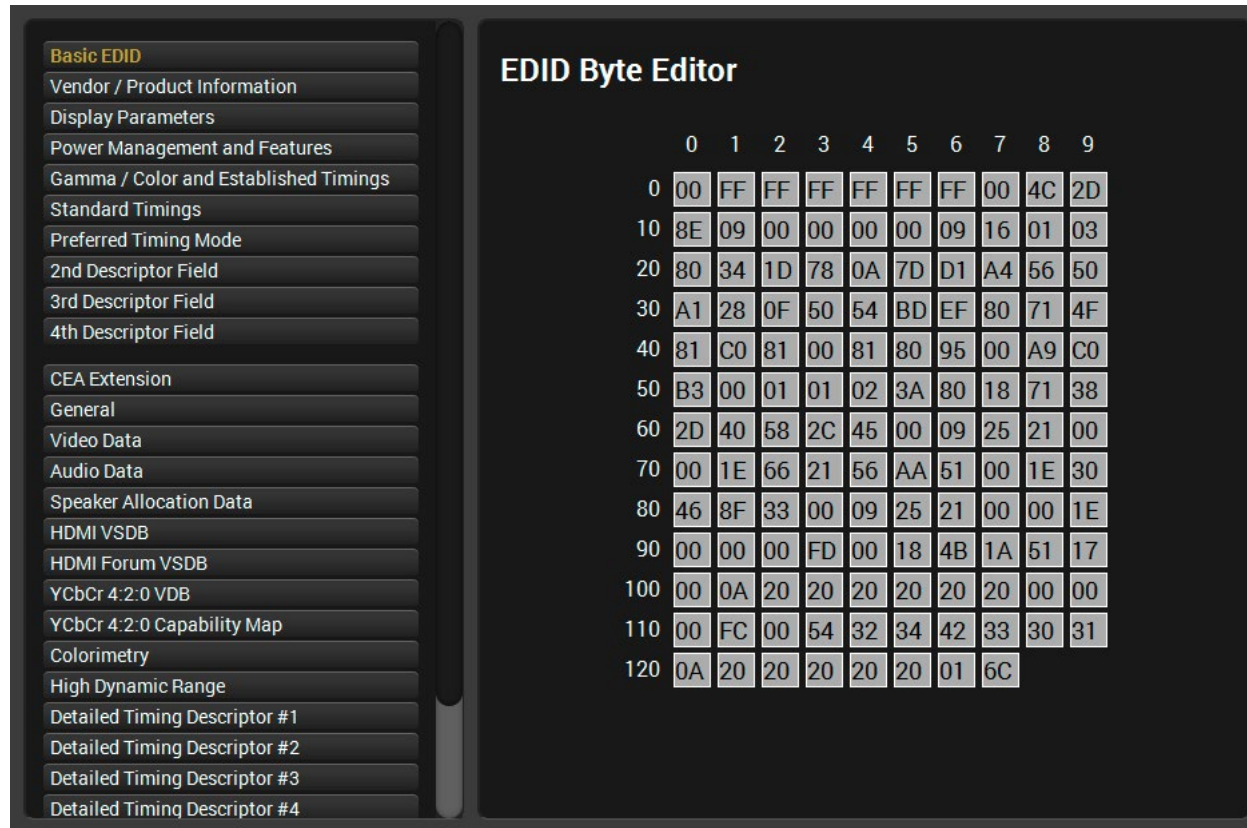 Basic EDID
Vendor / Product Information
Display Parameters
Power Management and Features
Gamma / Color and Established Timings
Standard Timings
Preferred Timing Mode
2nd Descriptor Field
3rd Descriptor Field
4th Descriptor Field
CEA Extension
General
Video Data
Audio Data
Speaker Allocation Data
HDMI VSDB
HDMI Forum VSDB
YCbCr 4:2:0 VDB
YCbCr 4:2:0 Capability Map
Colorimetry
High Dynamic Range
Detailed Timing Descriptor #1
Detailed Timing Descriptor #2
Detailed Timing Descriptor #3
Detailed Timing Descriptor #4
EDID Byte Editor
0 1 2 3 4 5 6 7 8 9
0 00 FF FF FF FF FF FF 00 4C 2D
10 8E 09 00 00 00 00 09 16 01 03
20 80 34 1D 78 0A 7D D1 A4 56 50
30 A1 28 0F 50 54 BD EF 80 71 4F
40 81 C0 81 00 81 80 95 00 A9 C0
50 B3 00 01 01 02 3A 80 18 71 38
60 2D 40 58 2C 45 00 09 25 21 00
70 00 1E 66 21 56 AA 51 00 1E 30
80 46 8F 33 00 09 25 21 00 00 1E
90 00 00 00 FD 00 18 4B 1A 51 17
100 00 0A 20 20 20 20 20 20 00 00
110 00 FC 00 54 32 34 42 33 30 31
120 0A 20 20 20 20 20 01 6C